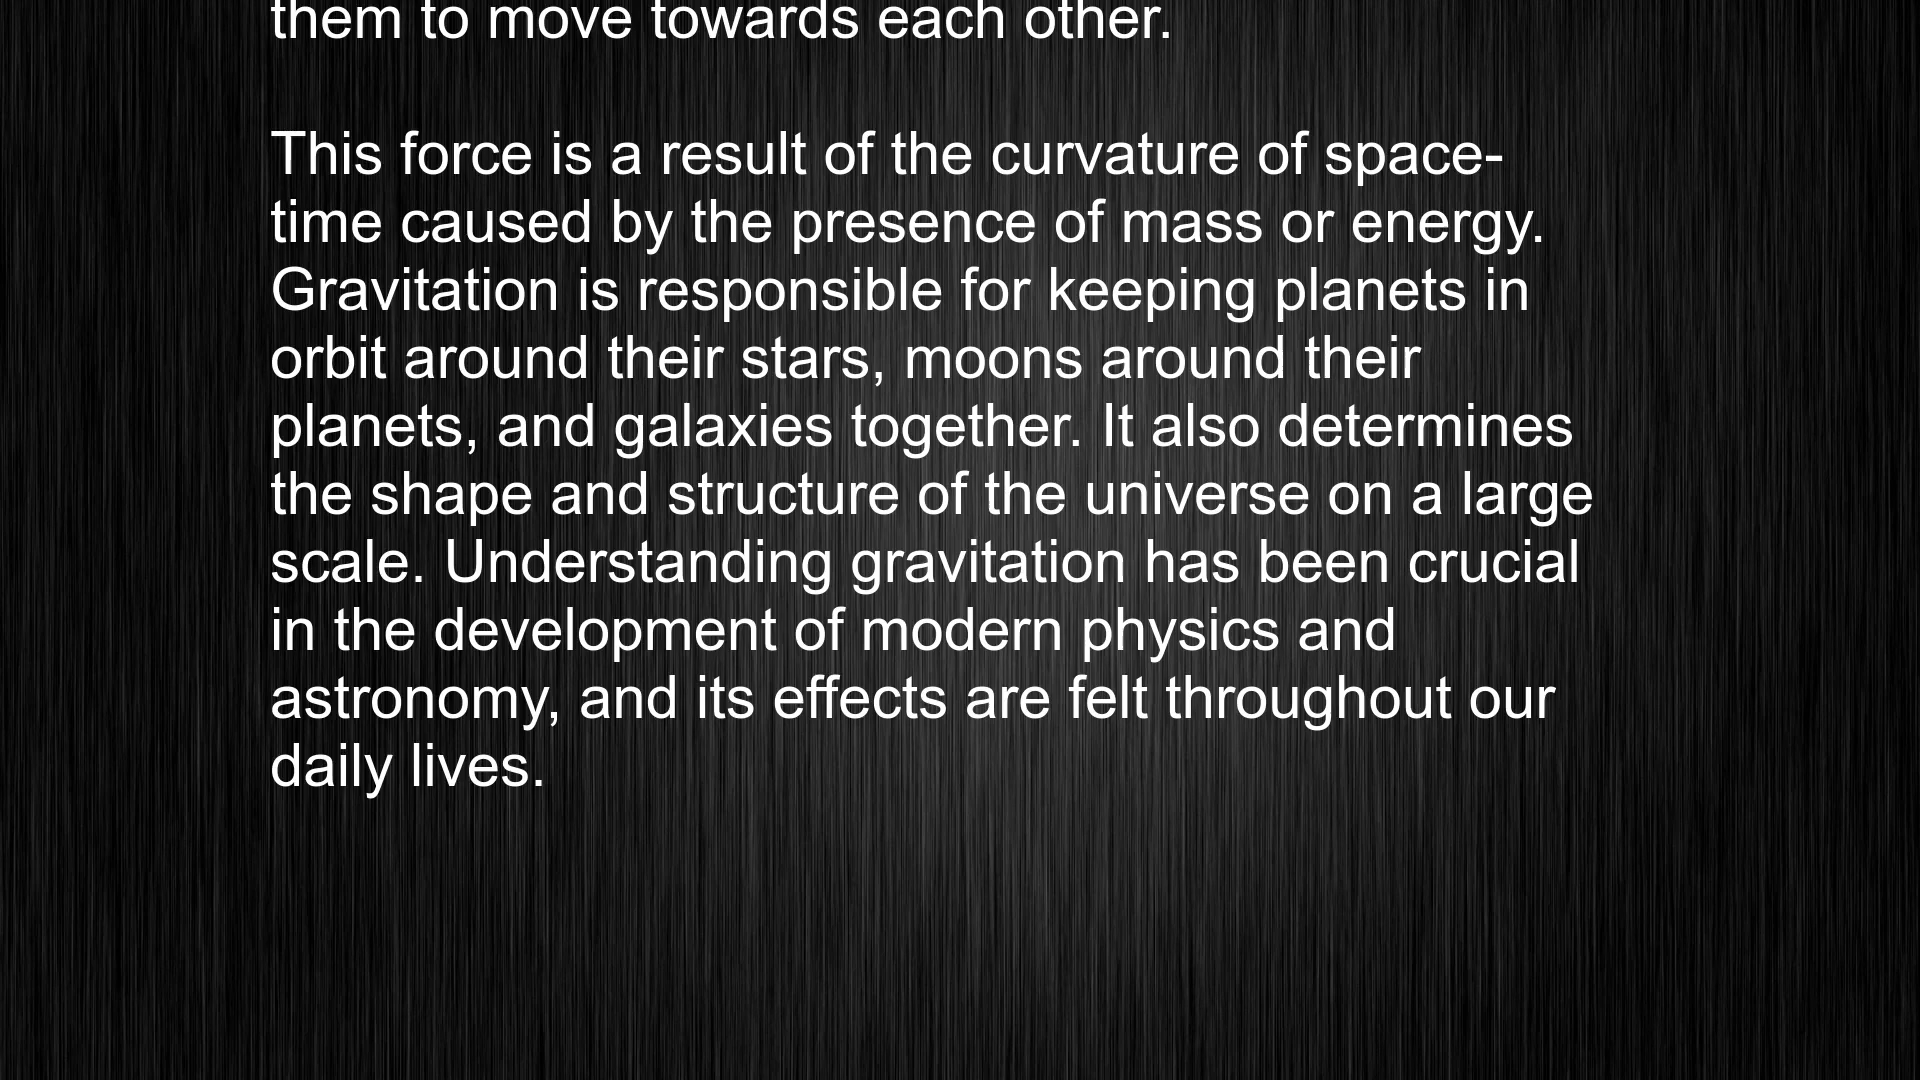 them to move towards each other.
This force is a result of the curvature of space-
time caused by the presence of mass or energy.
Gravitation is responsible for keeping planets in
orbit around their stars, moons around their
planets, and galaxies together. It also determines
the shape and structure of the universe on a large
scale. Understanding gravitation has been crucial
in the development of modern physics and
astronomy, and its effects are felt throughout our
daily lives.